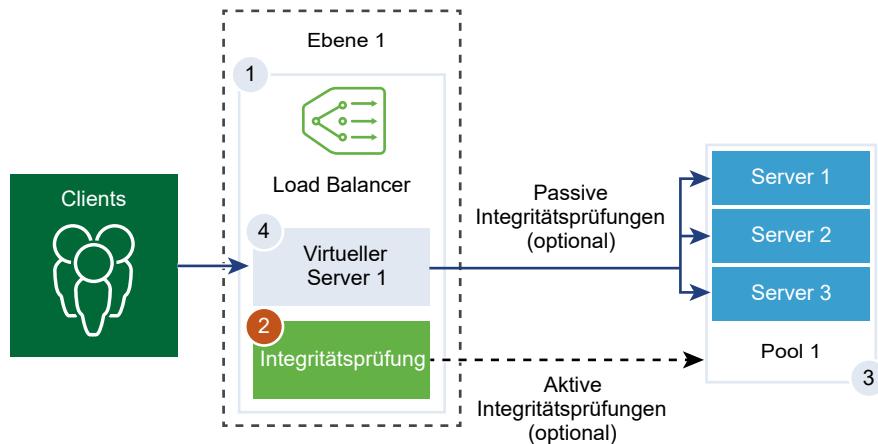 Ebene 1
1
Load Balancer
Clients
4
Virtueller
Server 1
2
Integritätsprüfung
Passive
Integritätsprüfungen
(optional)
Aktive
Integritätsprüfungen
(optional)
Server 1
Server 2
Server 3
Pool 1
3